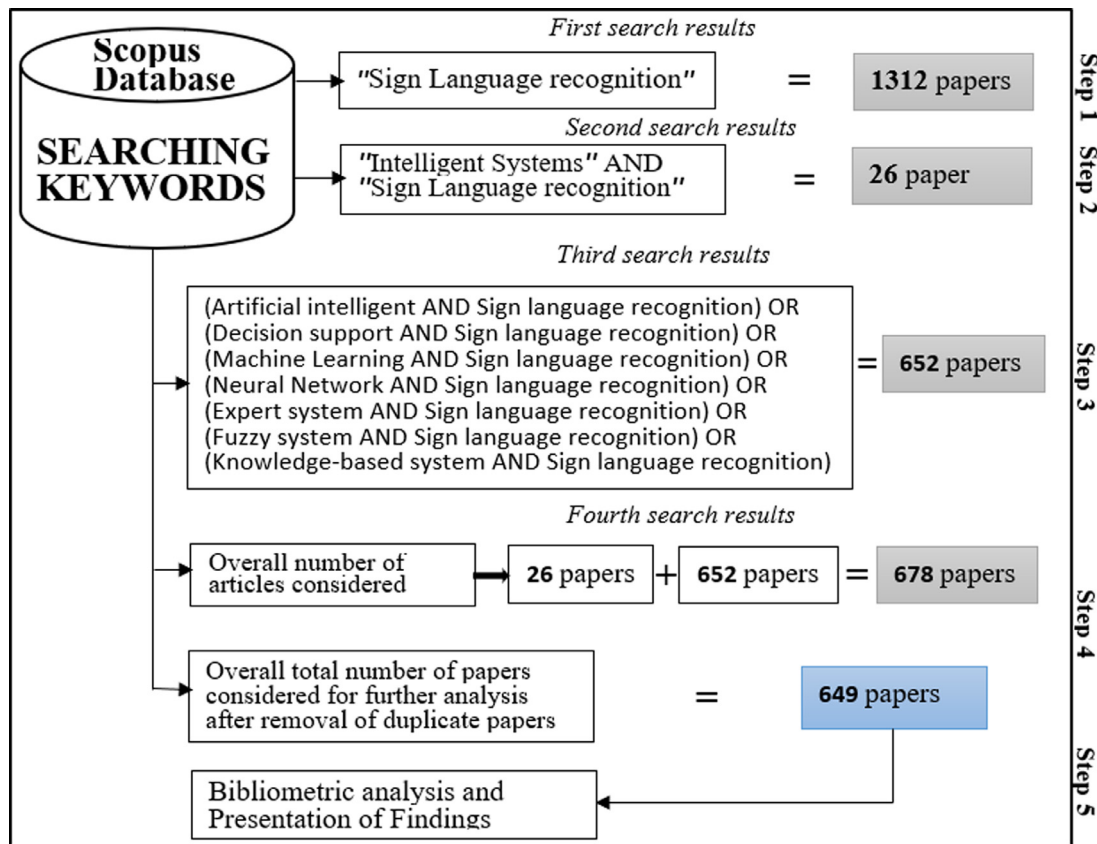 Scopus
Database
SEARCHING
KEYWORDS
First search results
"Sign Language recognition"
=
1312 papers
Step 1
Second search results
"Intelligent Systems" AND
"Sign Language recognition"
=
26 paper
Step 2
Third search results
(Artificial intelligent AND Sign language recognition) OR
(Decision support AND Sign language recognition) OR
(Machine Learning AND Sign language recognition) OR
(Neural Network AND Sign language recognition) OR
(Expert system AND Sign language recognition) OR
(Fuzzy system AND Sign language recognition) OR
(Knowledge-based system AND Sign language recognition)
= 652 papers
Step 3
Fourth search results
Overall number of
articles considered
26 papers + 652 papers = 678 papers
Step 4
Overall total number of papers
considered for further analysis
after removal of duplicate papers
=
649 papers
Step 5
Bibliometric analysis and
Presentation of Findings